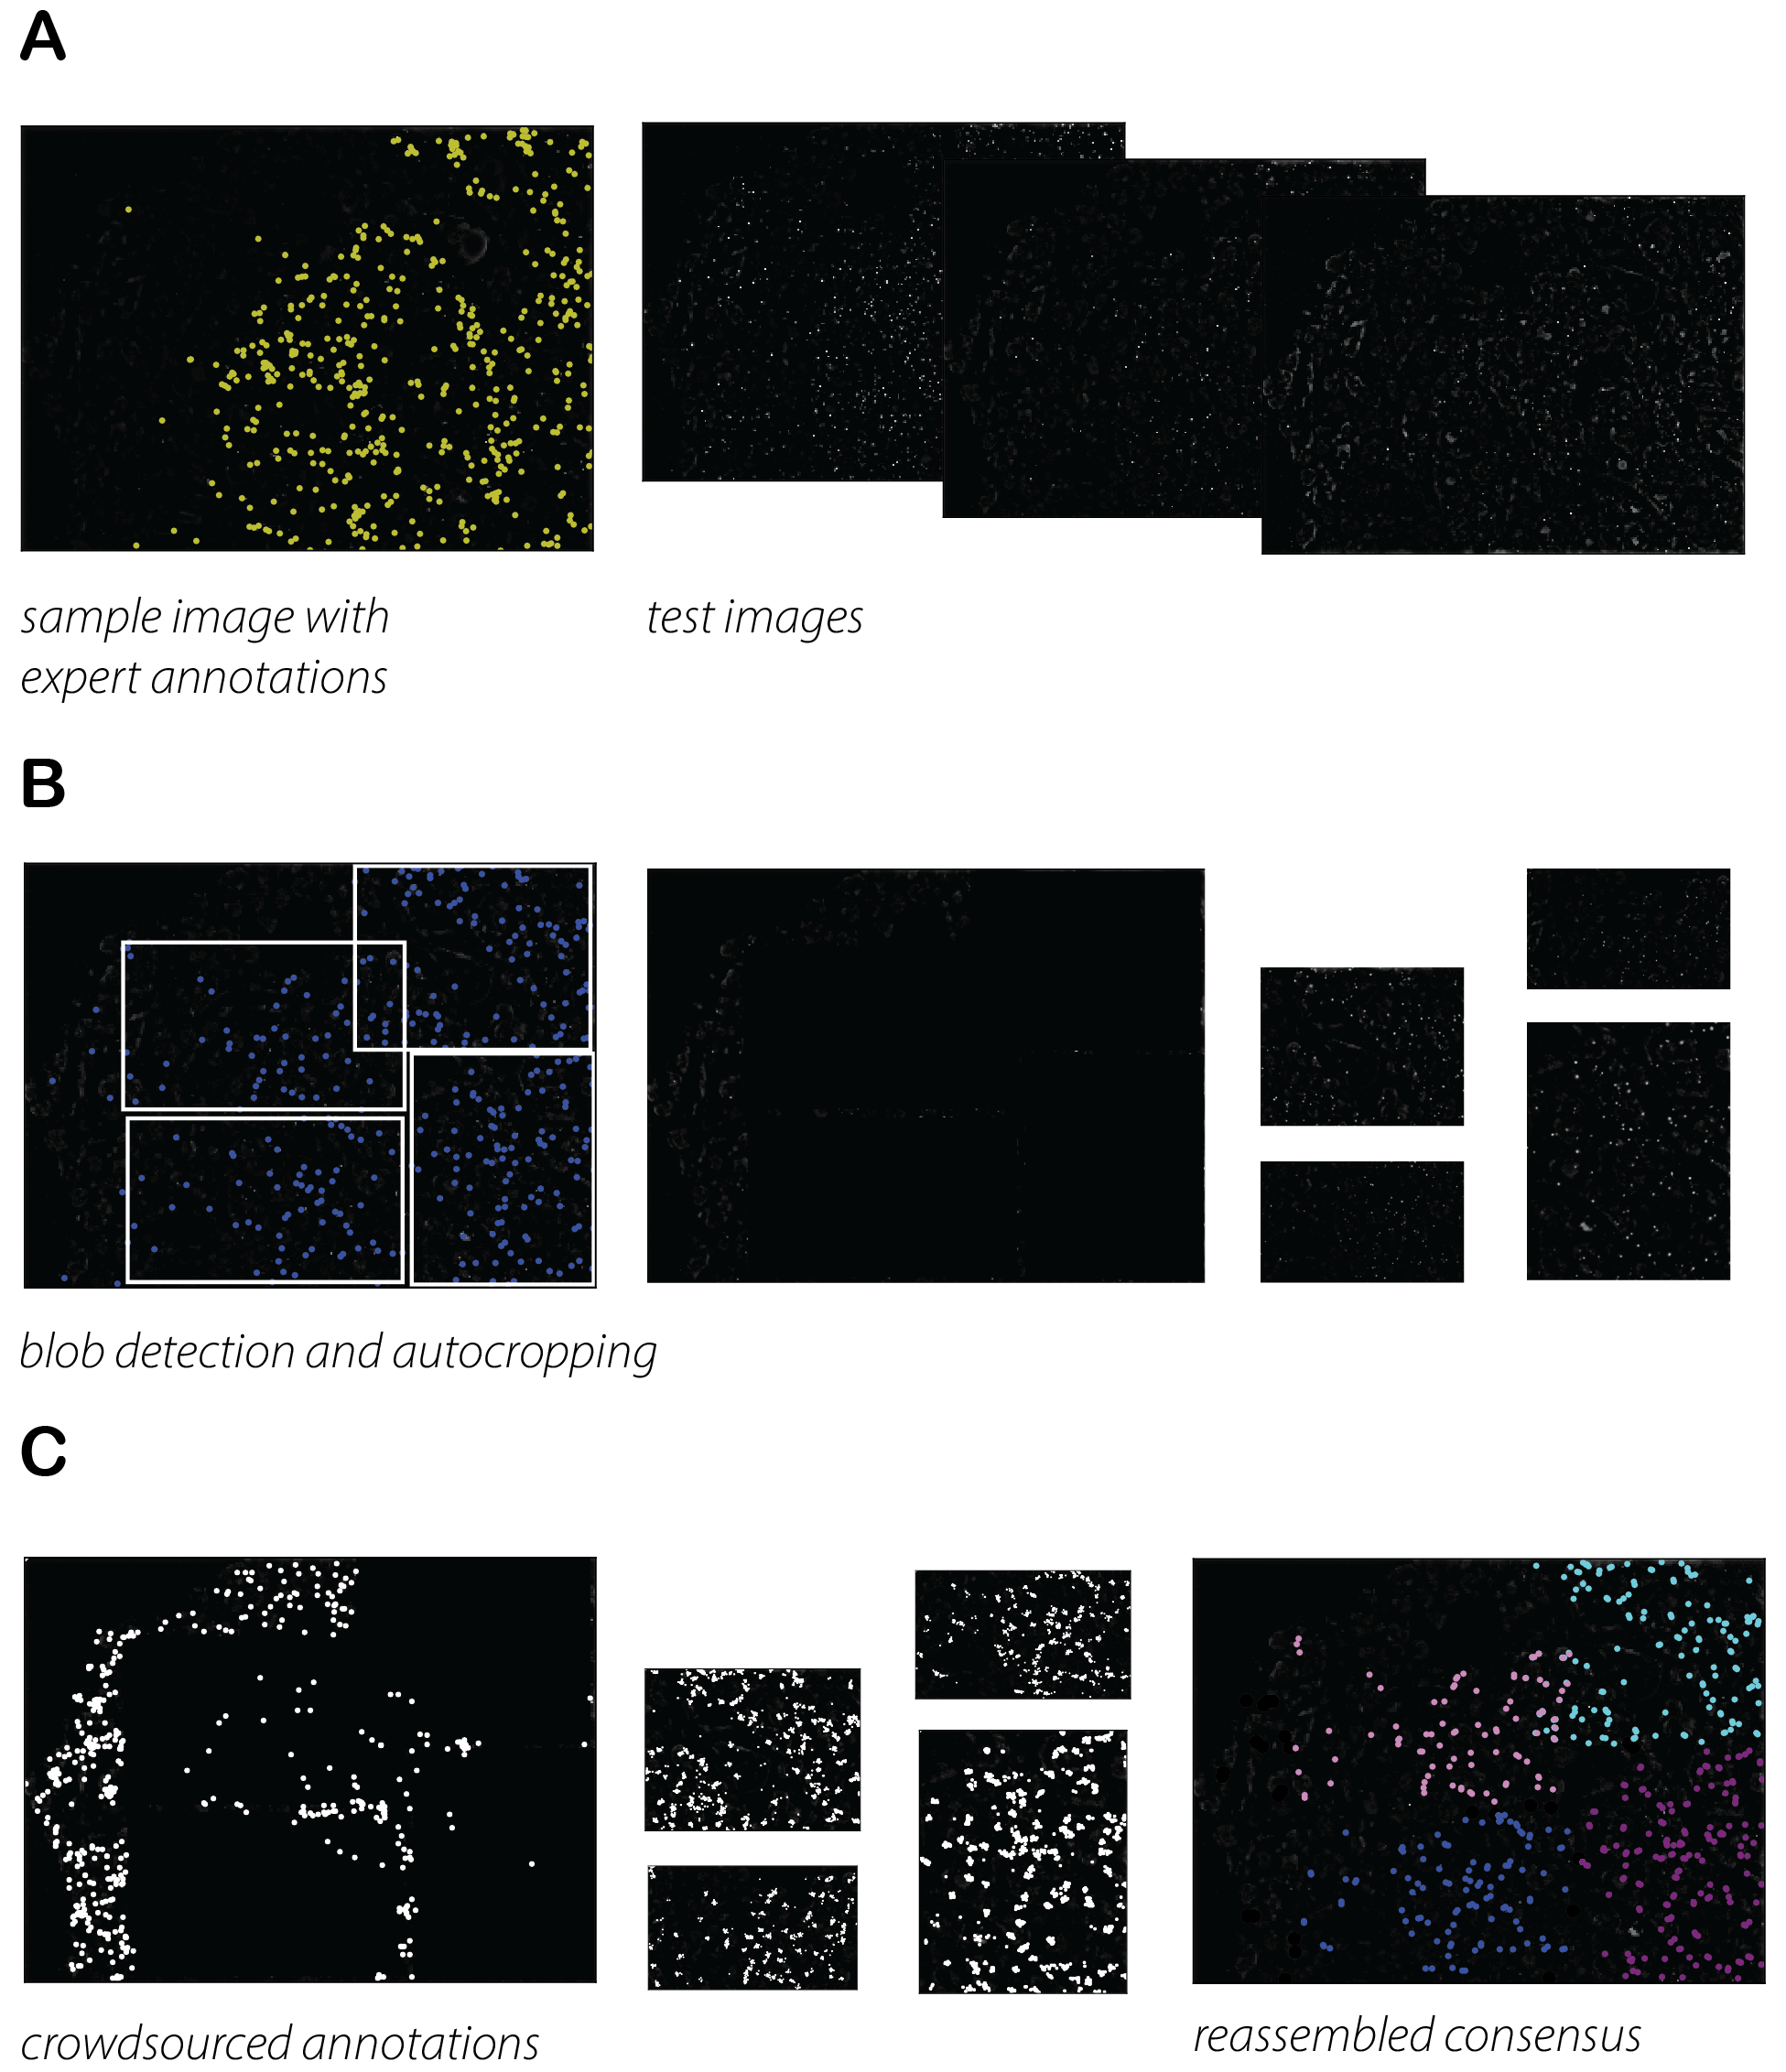 A
sample image with
expert annotations
test images
B
blob detection and autocropping
C
crowdsourced annotations
reassembled consensus